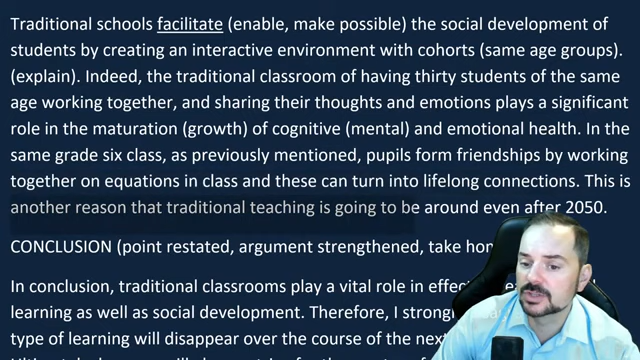 Traditional schools facilitate (enable, make possible) the social development of
students by creating an interactive environment with cohorts (same age groups).
(explain). Indeed, the traditional classroom of having thirty students of the same
age working together, and sharing their thoughts and emotions plays a significant
role in the maturation (growth) of cognitive (mental) and emotional health. In the
same grade six class, as previously mentioned, pupils form friendships by working
together on equations in class and these can turn into lifelong connections. This is
another reason that traditional teaching is going to be around even after 2050.
CONCLUSION (point restated, argument strengthened, take
In conclusion, traditional classrooms play a vital role in
learning as well as social development. Therefore, I
type of learning will disappear over the course of the